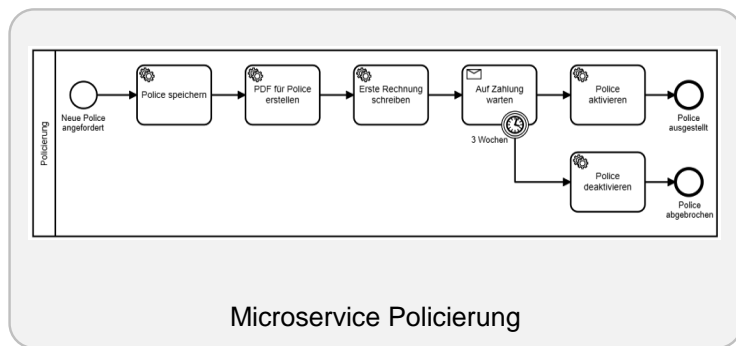 Policierung
Neue Police
angefordert
Police speichern
PDF für Police
erstellen
Erste Rechnung
schreiben
Auf Zahlung
warten
3 Wochen
Police
aktivieren
Police
ausgestellt
Police
deaktivieren
Police
abgebrochen
Microservice Policierung